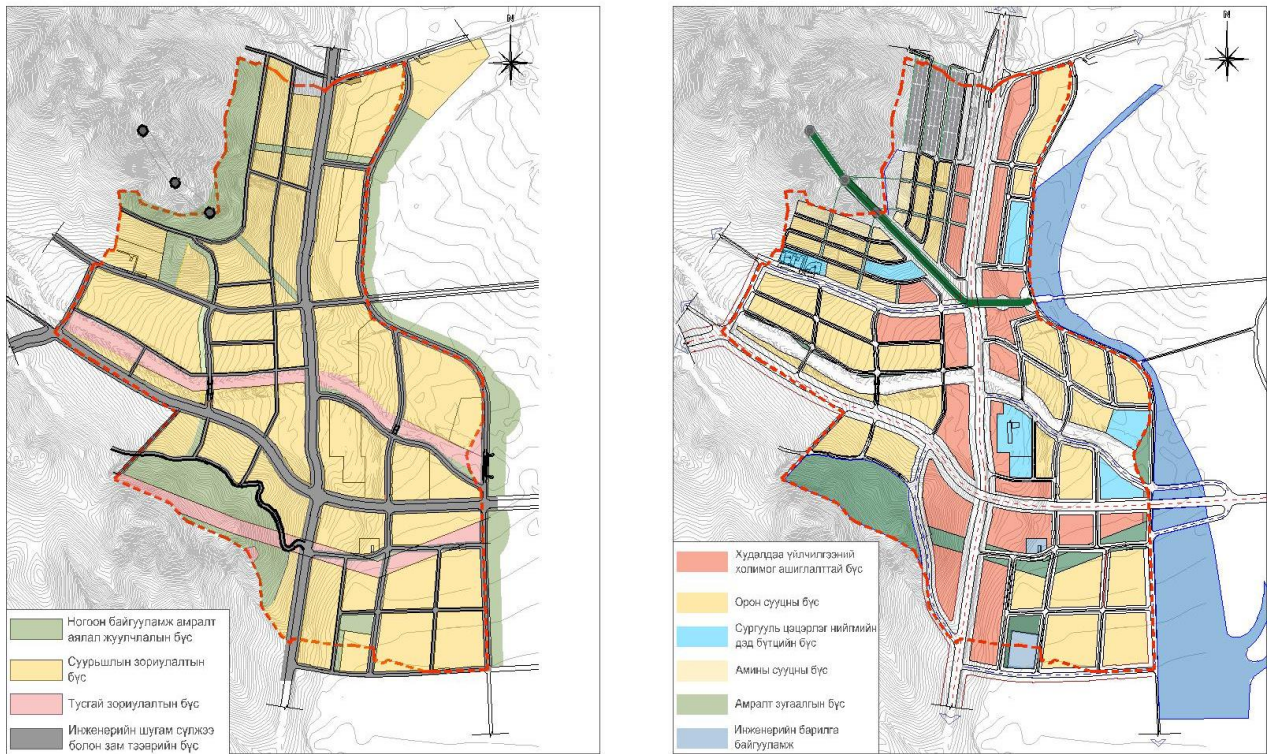 N
Ногоон байгууламж амралт
аялал жуулчлалын бүс
Суурьшлын зориулалтын
бүс
Тусгай зориулалтын бүс
Инженерийн шугам сүлжээ
болон зам тээврийн бүс
N
Худалдаа үйлчилгээний
холимог ашиглалттай бүс
Орон сууцны бүс
Сургууль цэцэрлэг нийгмийн
дэд бүтцийн бүс
Амины сууцны бүс
Амралт зугаалгын бүс
Инженерийн барилга
байгууламж